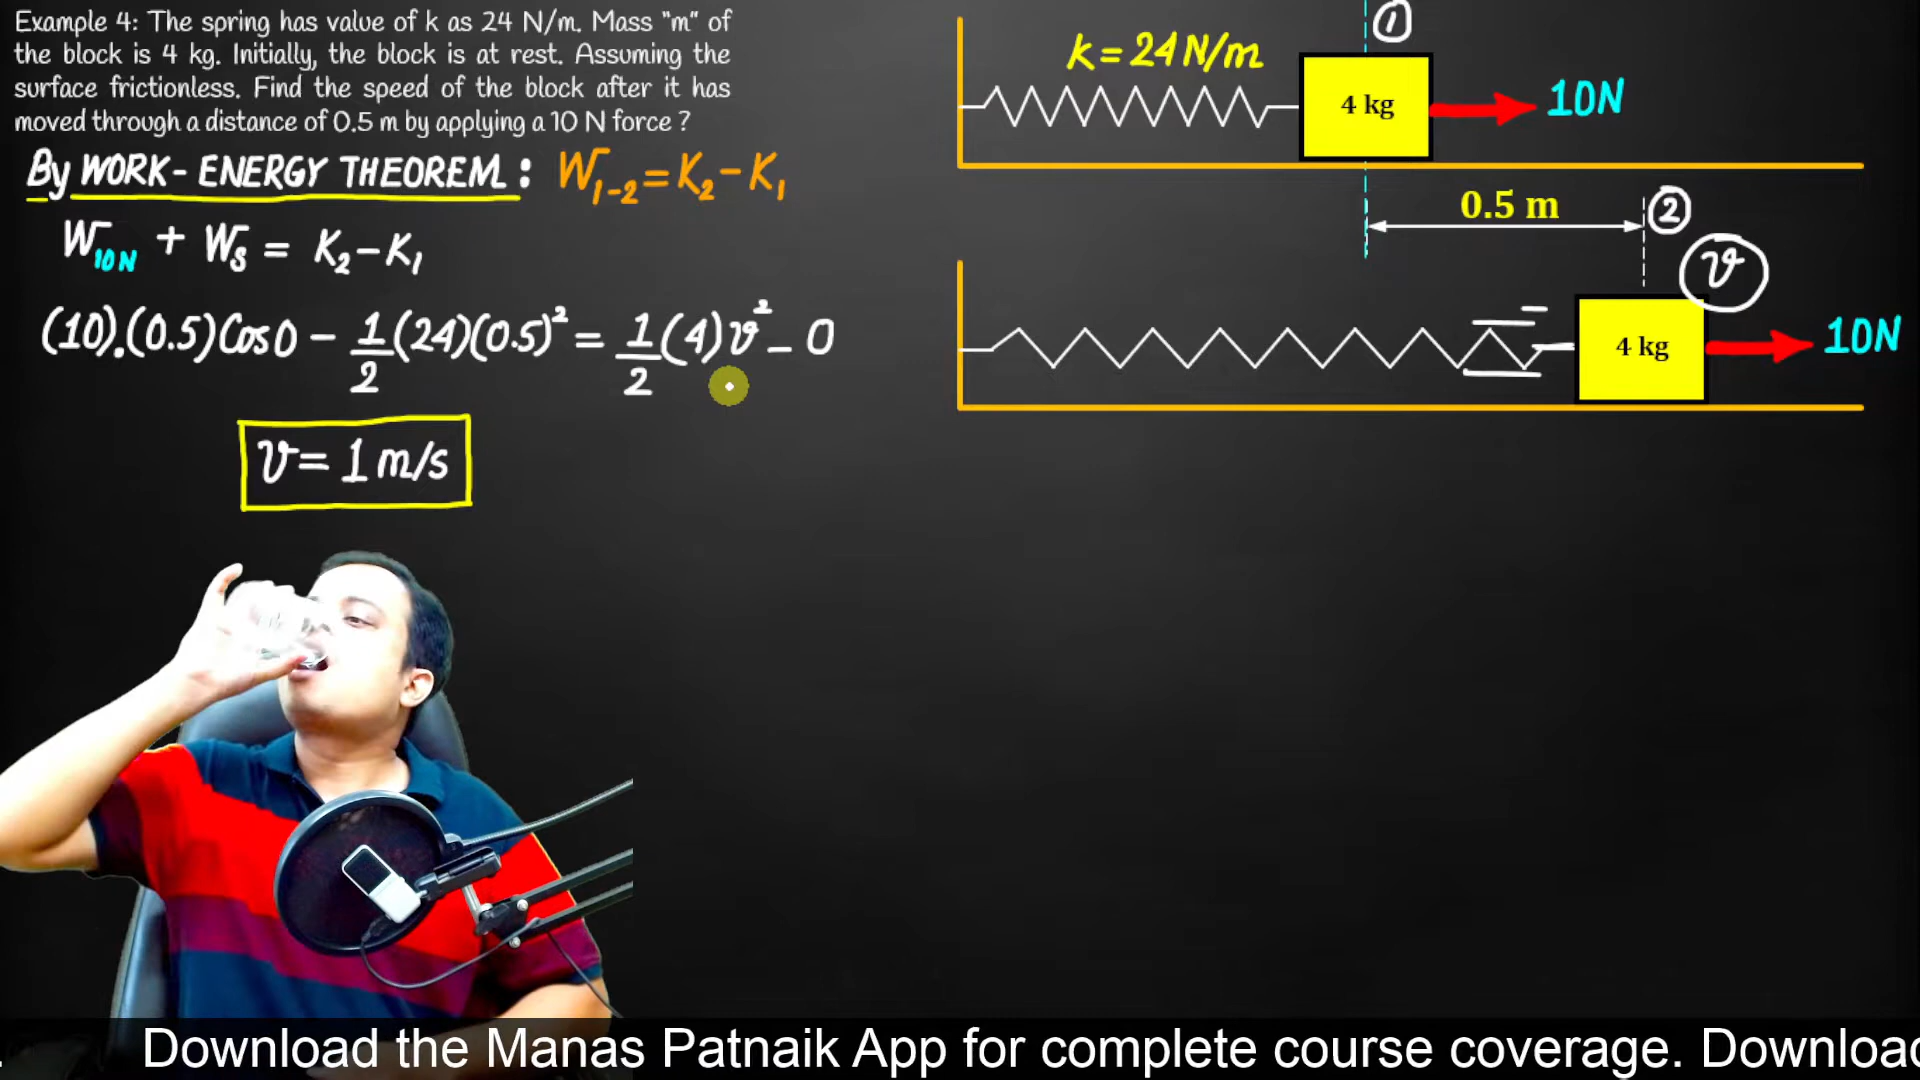 Example 4: The spring has value of k as 24 N/m. Mass "m" of
the block is 4 kg. Initially, the block is at rest. Assuming the
surface frictionless. Find the speed of the block after it has
moved through a distance of 0.5 m by applying a 10 N force ?
By WORK-ENERGY THEOREM: W₁₋₂ = K₂ - K₁
W₁₀ₙ + Wₛ = K₂ - K₁
(10).(0.5)Cos0 - 1/2 (24)(0.5)² = 1/2 (4)v² - 0
v = 1 m/s
①
k = 24 N/m
4 kg
10N
0.5 m
②
v
4 kg
10N
. Download the Manas Patnaik App for complete course coverage. Downloa